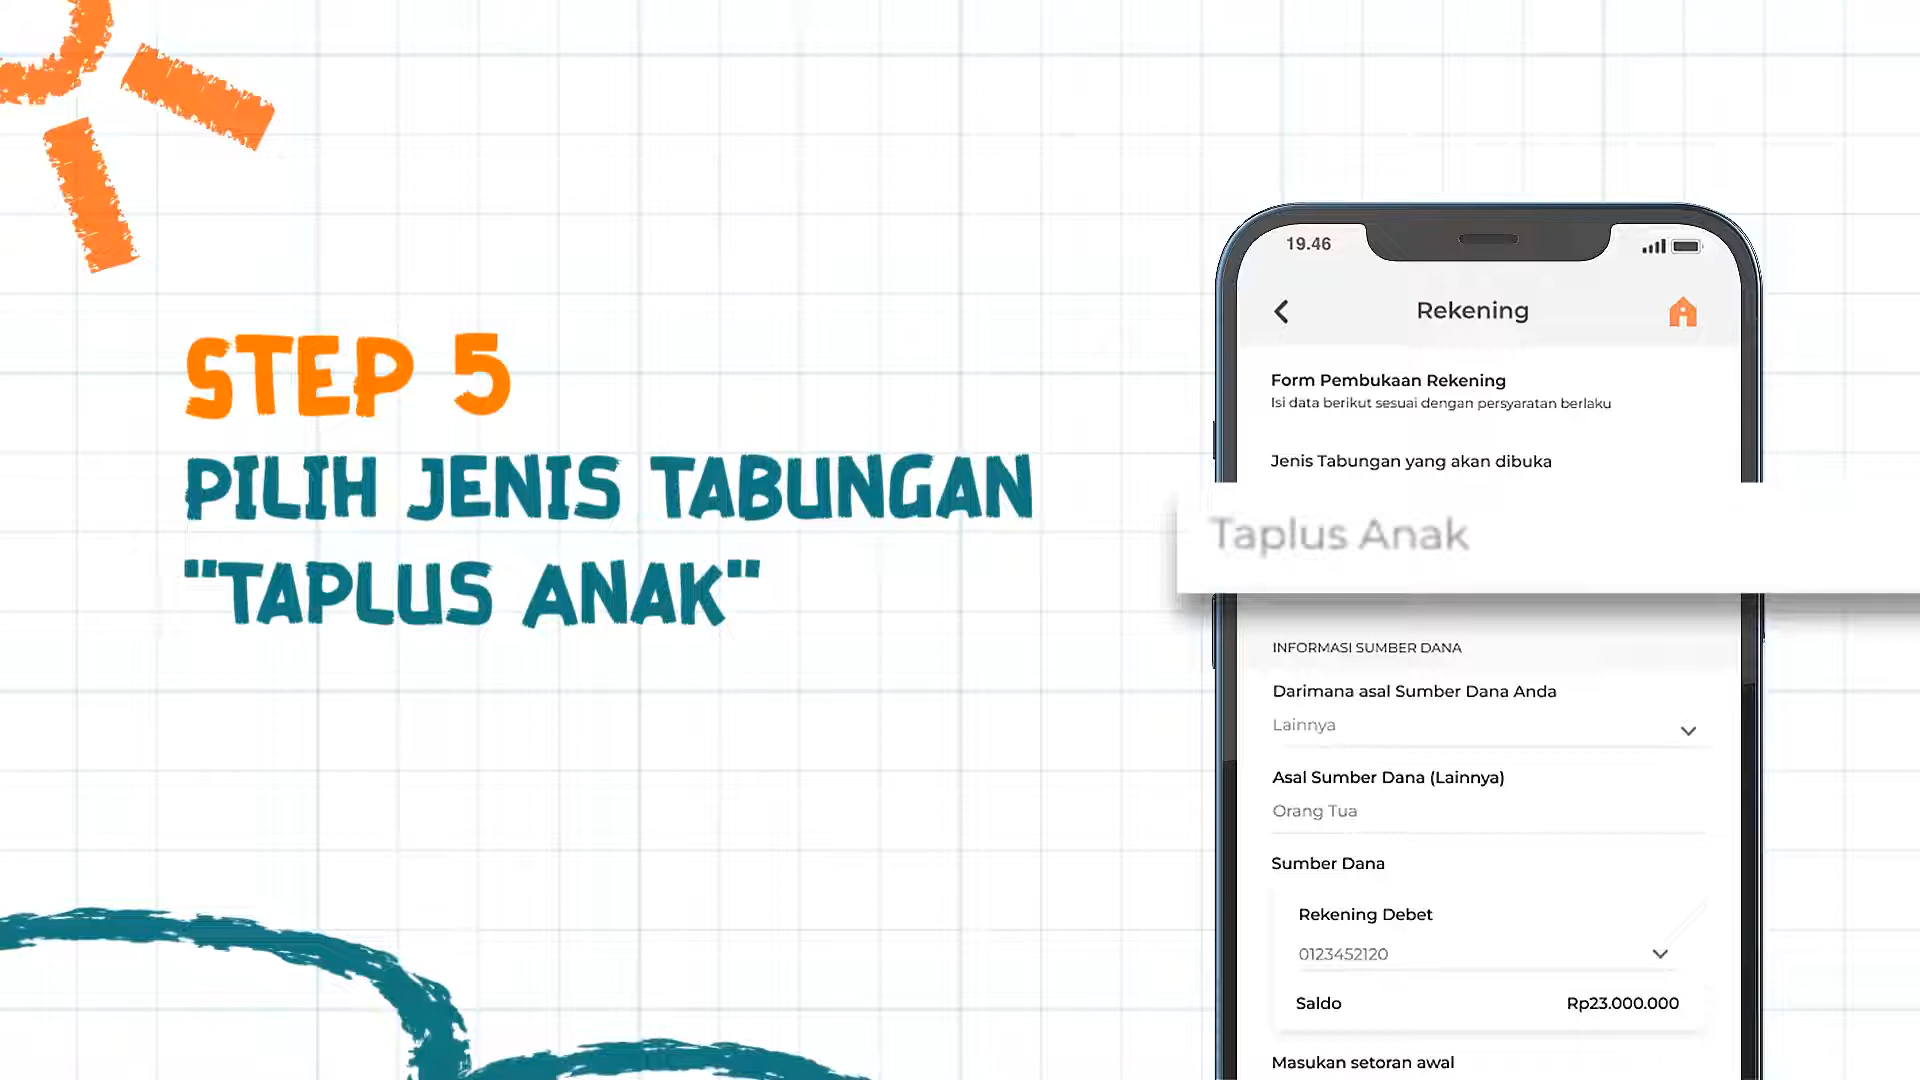 STEP 5
PILIH JENIS TABUNGAN
"TAPLUS ANAK"
19.46
Rekening
Form Pembukaan Rekening
Isi data berikut sesuai dengan persyaratan berlaku
Jenis Tabungan yang akan dibuka
Taplus Anak
INFORMASI SUMBER DANA
Darimana asal Sumber Dana Anda
Lainnya
Asal Sumber Dana (Lainnya)
Orang Tua
Sumber Dana
Rekening Debet
0123452120
Saldo Rp23.000.000
Masukan setoran awal